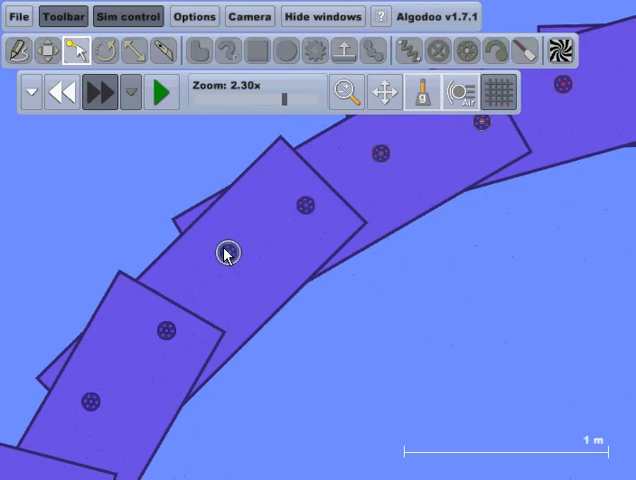 File Toolbar Sim control Options Camera Hide windows ? Algodoo v1.7.1
Zoom: 2.30x
g Air
1 m